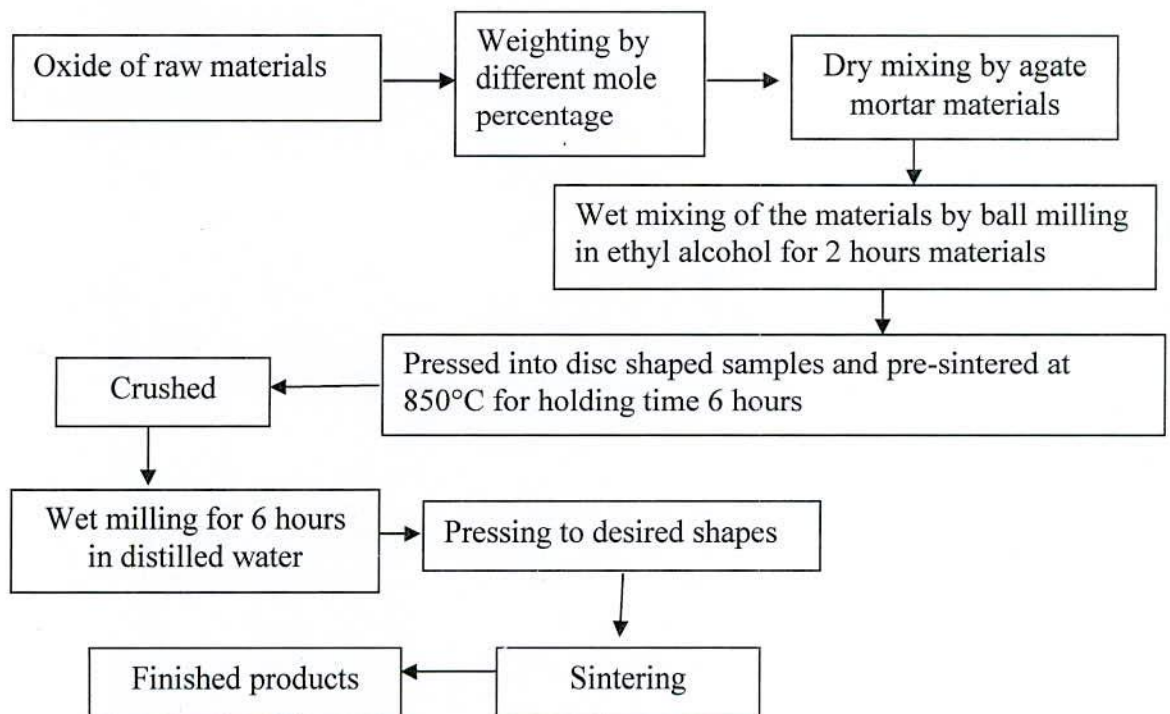 Oxide of raw materials
Weighting by
different mole
percentage
Dry mixing by agate
mortar materials
Wet mixing of the materials by ball milling
in ethyl alcohol for 2 hours materials
Pressed into disc shaped samples and pre-sintered at
850°C for holding time 6 hours
Crushed
Wet milling for 6 hours
in distilled water
Pressing to desired shapes
Sintering
Finished products